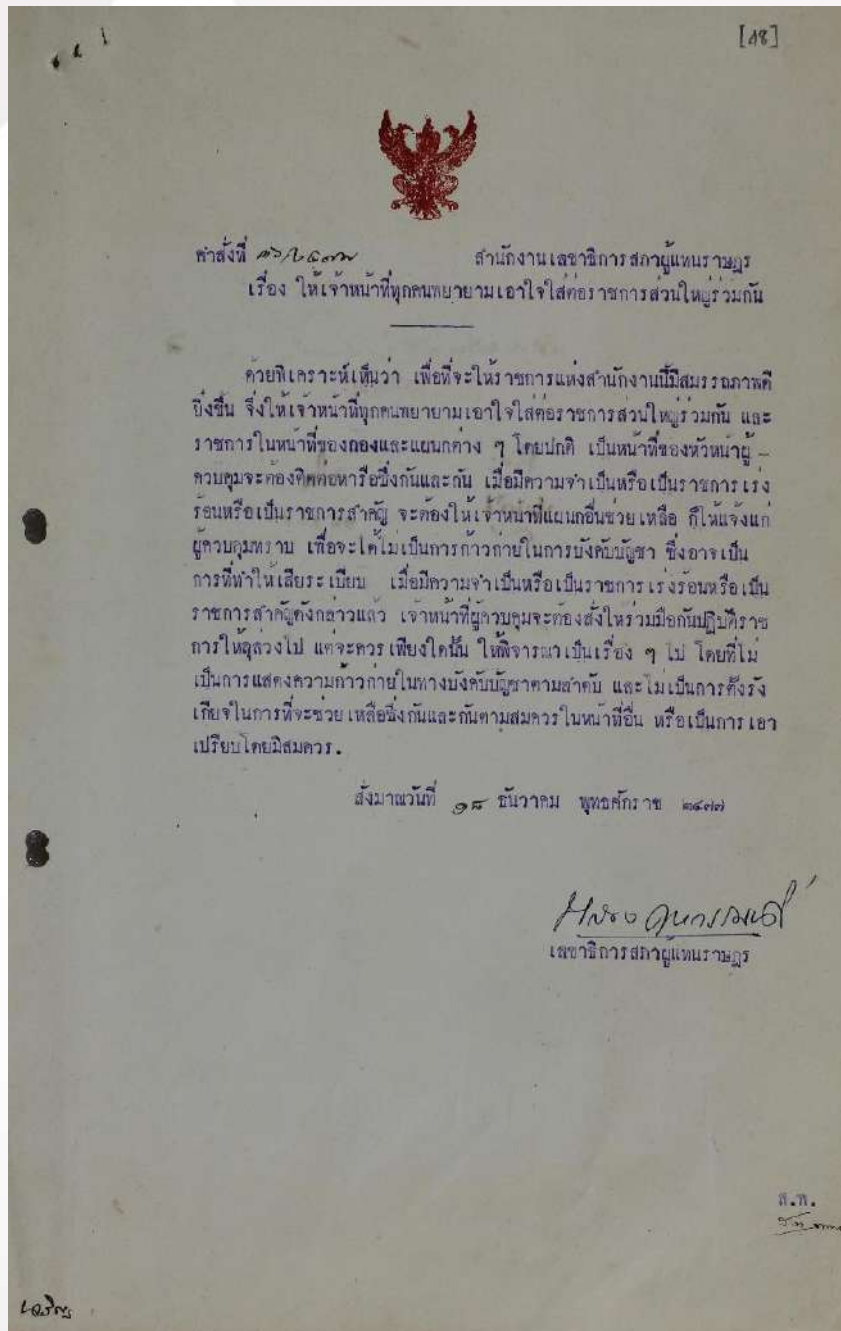 [48]
คำสั่งที่ /๒๔๗๗ สำนักงานเลขาธิการสภาผู้แทนราษฎร
เรื่อง ให้เจ้าหน้าที่ทุกคนพยายามเอาใจใส่ต่อราชการส่วนใหญ่ร่วมกัน
ด้วยพิเคราะห์เห็นว่า เพื่อที่จะให้ราชการแห่งสำนักงานนี้มีสมรรถภาพดี
ยิ่งขึ้น จึงให้เจ้าหน้าที่ทุกคนพยายามเอาใจใส่ต่อราชการส่วนใหญ่ร่วมกัน และ
ราชการในหน้าที่ของกองและแผนกต่าง ๆ โดยปกติ เป็นหน้าที่ของหัวหน้าผู้ –
ควบคุมจะต้องติดต่อหารือซึ่งกันและกัน เมื่อมีความจำเป็นหรือเป็นราชการเร่ง
ร้อนหรือเป็นราชการสำคัญ จะต้องให้เจ้าหน้าที่แผนกอื่นช่วยเหลือ ก็ให้แจ้งแก่
ผู้ควบคุมทราบ เพื่อจะได้ไม่เป็นการก้าวก่ายในการบังคับบัญชา ซึ่งอาจเป็น
การที่ทำให้เสียระเบียบ เมื่อมีความจำเป็นหรือเป็นราชการเร่งร้อนหรือเป็น
ราชการสำคัญดังกล่าวแล้ว เจ้าหน้าที่ผู้ควบคุมจะต้องสั่งให้ร่วมมือกันปฏิบัติราช
การให้ลุล่วงไป แต่จะควรเพียงใดนั้น ให้พิจารณาเป็นเรื่อง ๆ ไป โดยที่ไม่
เป็นการแสดงความก้าวก่ายในทางบังคับบัญชาตามลำดับ และไม่เป็นการตั้งรัง
เกียจในการที่จะช่วยเหลือซึ่งกันและกันตามสมควรในหน้าที่อื่น หรือเป็นการเอา
เปรียบโดยมิสมควร.
สั่งมาณวันที่ ๑๘ ธันวาคม พุทธศักราช ๒๔๗๗
หลวงคหกรรมบดี
เลขาธิการสภาผู้แทนราษฎร
ส.พ.
เจริญ